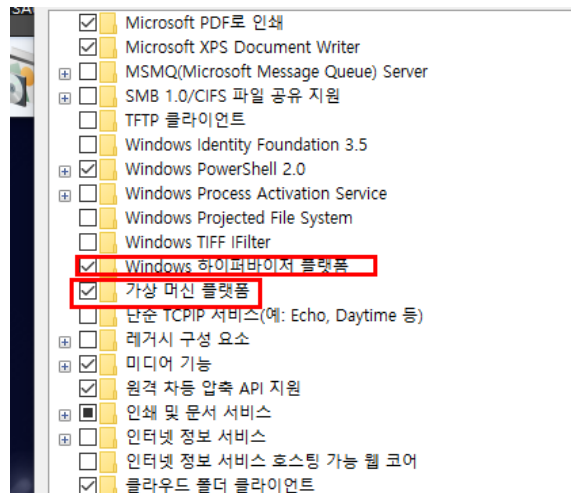 SA
Microsoft PDF로 인쇄
Microsoft XPS Document Writer
MSMQ(Microsoft Message Queue) Server
SMB 1.0/CIFS 파일 공유 지원
TFTP 클라이언트
Windows Identity Foundation 3.5
Windows PowerShell 2.0
Windows Process Activation Service
Windows Projected File System
Windows TIFF IFilter
Windows 하이퍼바이저 플랫폼
가상 머신 플랫폼
단순 TCPIP 서비스(예: Echo, Daytime 등)
레거시 구성 요소
미디어 기능
원격 차등 압축 API 지원
인쇄 및 문서 서비스
인터넷 정보 서비스
인터넷 정보 서비스 호스팅 가능 웹 코어
클라우드 폴더 클라이언트